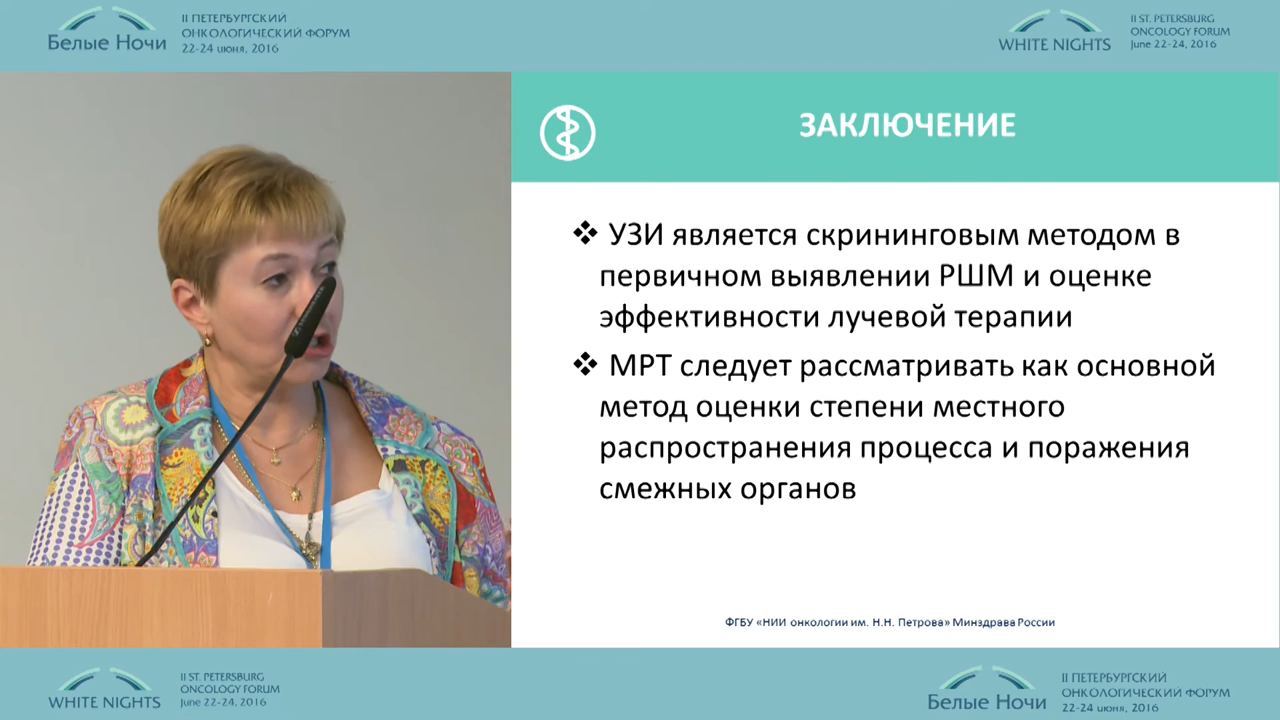 Белые Ночи
II ПЕТЕРБУРГСКИЙ
ОНКОЛОГИЧЕСКИЙ ФОРУМ
22-24 июня, 2016
WHITE NIGHTS
II ST. PETERSBURG
ONCOLOGY FORUM
June 22-24, 2016
ЗАКЛЮЧЕНИЕ
❖ УЗИ является скрининговым методом в
первичном выявлении РШМ и оценке
эффективности лучевой терапии
❖ МРТ следует рассматривать как основной
метод оценки степени местного
распространения процесса и поражения
смежных органов
ФГБУ «НИИ онкологии им. Н.Н. Петрова» Минздрава России
WHITE NIGHTS
II ST. PETERSBURG
ONCOLOGY FORUM
June 22-24, 2016
Белые Ночи
II ПЕТЕРБУРГСКИЙ
ОНКОЛОГИЧЕСКИЙ ФОРУМ
22-24 июня, 2016